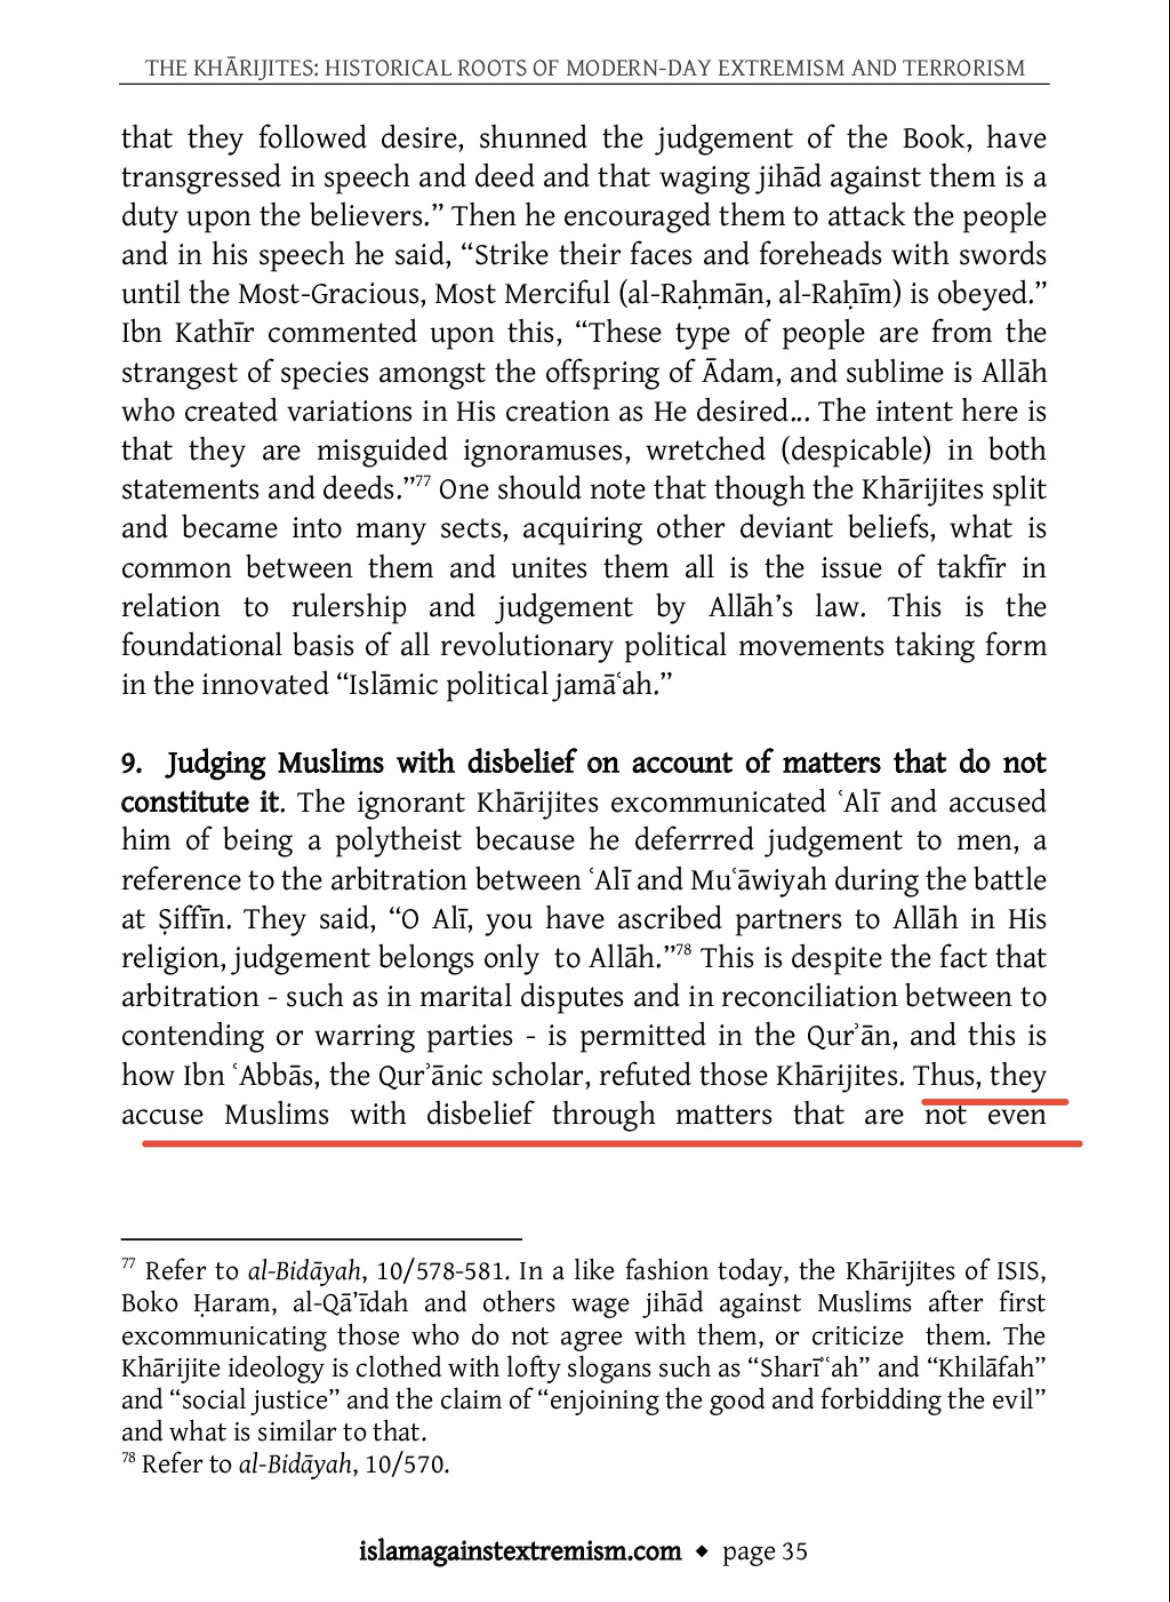 THE KHĀRIJITES: HISTORICAL ROOTS OF MODERN-DAY EXTREMISM AND TERRORISM
that they followed desire, shunned the judgement of the Book, have
transgressed in speech and deed and that waging jihād against them is a
duty upon the believers.” Then he encouraged them to attack the people
and in his speech he said, “Strike their faces and foreheads with swords
until the Most-Gracious, Most Merciful (al-Raḥmān, al-Raḥīm) is obeyed.”
Ibn Kathīr commented upon this, “These type of people are from the
strangest of species amongst the offspring of Ādam, and sublime is Allāh
who created variations in His creation as He desired... The intent here is
that they are misguided ignoramuses, wretched (despicable) in both
statements and deeds.”77 One should note that though the Khārijites split
and became into many sects, acquiring other deviant beliefs, what is
common between them and unites them all is the issue of takfīr in
relation to rulership and judgement by Allāh’s law. This is the
foundational basis of all revolutionary political movements taking form
in the innovated “Islāmic political jamāʿah.”
9. Judging Muslims with disbelief on account of matters that do not
constitute it. The ignorant Khārijites excommunicated ʿAlī and accused
him of being a polytheist because he deferrred judgement to men, a
reference to the arbitration between ʿAlī and Muʿāwiyah during the battle
at Ṣiffīn. They said, “O Alī, you have ascribed partners to Allāh in His
religion, judgement belongs only to Allāh.”78 This is despite the fact that
arbitration - such as in marital disputes and in reconciliation between to
contending or warring parties - is permitted in the Qurʾān, and this is
how Ibn ʿAbbās, the Qurʾānic scholar, refuted those Khārijites. Thus, they
accuse Muslims with disbelief through matters that are not even
77 Refer to al-Bidāyah, 10/578-581. In a like fashion today, the Khārijites of ISIS,
Boko Ḥaram, al-Qā’īdah and others wage jihād against Muslims after first
excommunicating those who do not agree with them, or criticize them. The
Khārijite ideology is clothed with lofty slogans such as “Sharīʿah” and “Khilāfah”
and “social justice” and the claim of “enjoining the good and forbidding the evil”
and what is similar to that.
78 Refer to al-Bidāyah, 10/570.
islamagainstextremism.com ◆ page 35